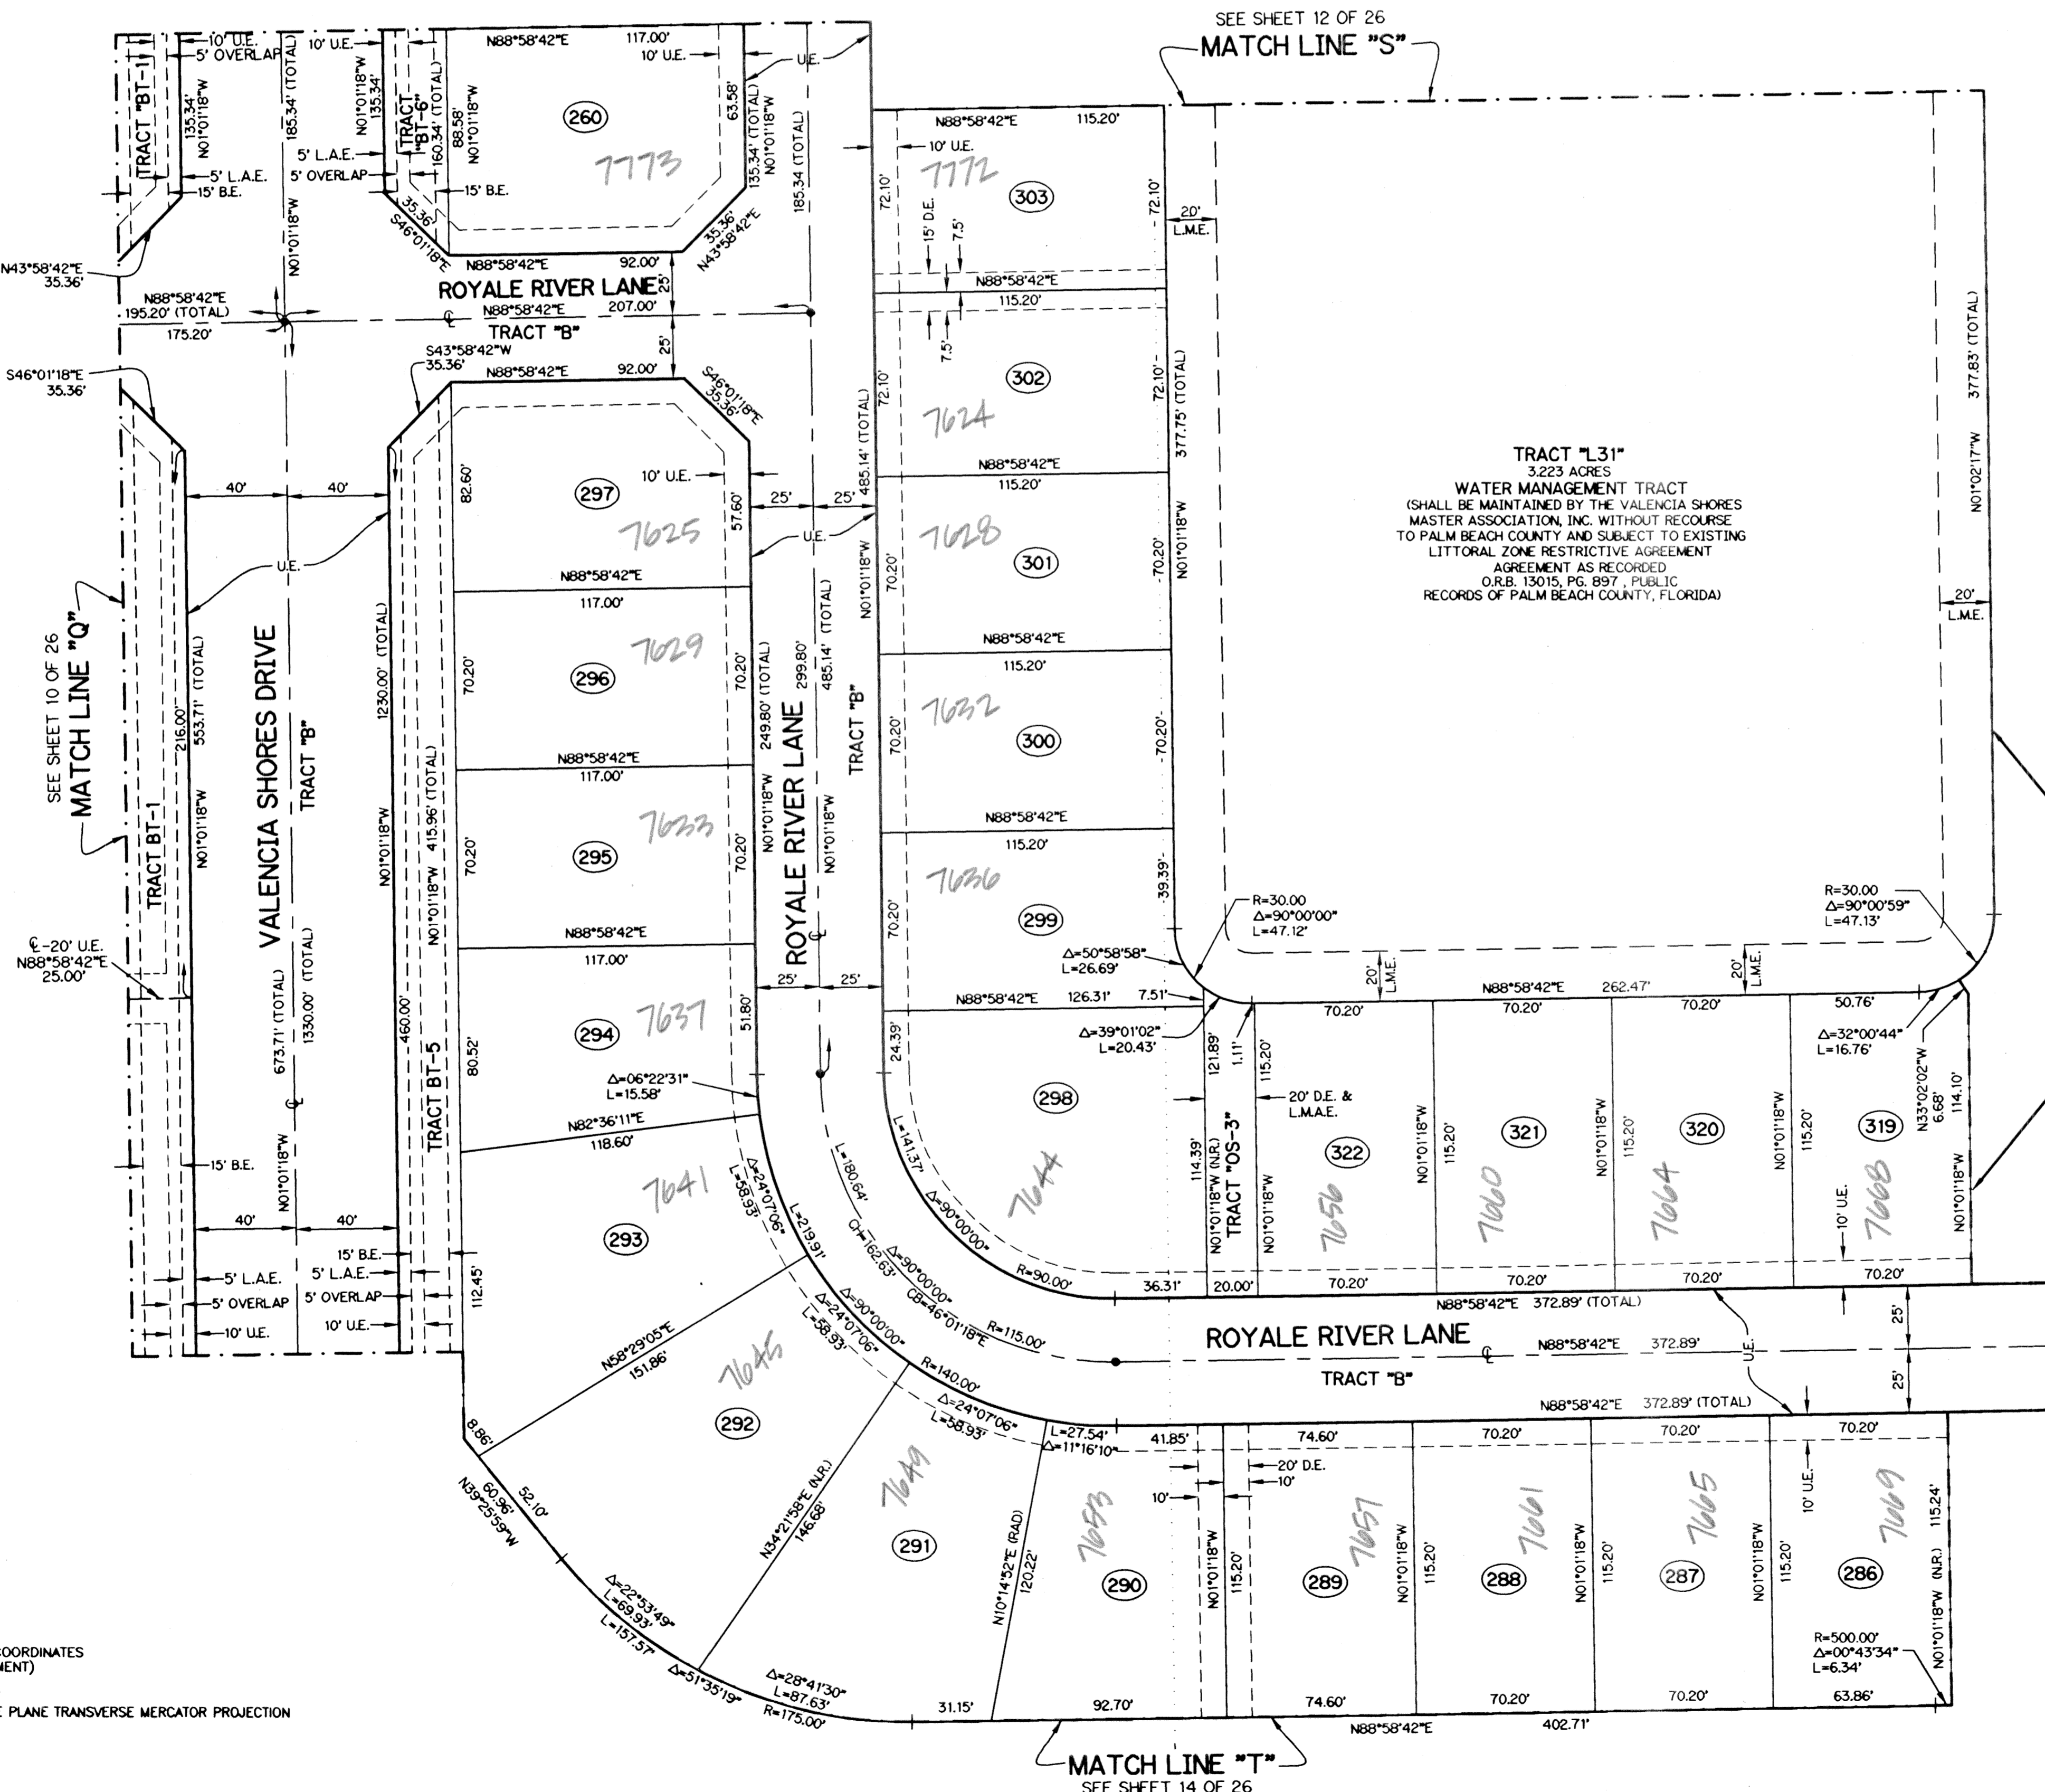 SEE SHEET 12 OF 26
MATCH LINE "S"
10' U.E.
5' OVERLAP
TRACT "BT-1"
135.34'
N01°01'18"W
5' L.A.E.
15' B.E.
185.34' (TOTAL)
N01°01'18"W
10' U.E.
N01°01'18"W
135.34'
TRACT
"BT-6"
160.34' (TOTAL)
88.58'
N01°01'18"W
5' L.A.E.
5' OVERLAP
15' B.E.
N88°58'42"E 117.00'
10' U.E.
260
7773
63.58'
135.34' (TOTAL)
N01°01'18"W
U.E.
185.34 (TOTAL)
35.36'
S46°01'18"E
35.36'
N43°58'42"E
N88°58'42"E 92.00'
N43°58'42"E
35.36'
N88°58'42"E
195.20' (TOTAL)
175.20'
ROYALE RIVER LANE
25'
N88°58'42"E 207.00'
℄
TRACT "B"
25'
S43°58'42"W
35.36'
N88°58'42"E 92.00'
S46°01'18"E
35.36'
S46°01'18"E
35.36'
N88°58'42"E 115.20'
10' U.E.
7772
303
72.10'
72.10'
15' D.E.
7.5'
20'
L.M.E.
N88°58'42"E
115.20'
7.5'
302
7624
72.10'
72.10'
377.75' (TOTAL)
N01°01'18"W
N88°58'42"E
115.20'
7628
301
70.20'
70.20'
N88°58'42"E
115.20'
7632
300
70.20'
70.20'
N88°58'42"E
115.20'
7636
299
70.20'
39.39'
TRACT "L31"
3.223 ACRES
WATER MANAGEMENT TRACT
(SHALL BE MAINTAINED BY THE VALENCIA SHORES
MASTER ASSOCIATION, INC. WITHOUT RECOURSE
TO PALM BEACH COUNTY AND SUBJECT TO EXISTING
LITTORAL ZONE RESTRICTIVE AGREEMENT
AGREEMENT AS RECORDED
O.R.B. 13015, PG. 897 , PUBLIC
RECORDS OF PALM BEACH COUNTY, FLORIDA)
377.83' (TOTAL)
N01°02'17"W
20'
L.M.E.
R=30.00
Δ=90°00'00"
L=47.12'
R=30.00
Δ=90°00'59"
L=47.13'
Δ=50°58'58"
L=26.69'
20'
L.M.E.
20'
L.M.E.
N88°58'42"E 126.31' 7.51'
N88°58'42"E 262.47'
70.20'
70.20'
50.76'
Δ=39°01'02"
L=20.43'
Δ=32°00'44"
L=16.76'
SEE SHEET 10 OF 26
MATCH LINE "Q"
TRACT BT-1
216.00'
553.71' (TOTAL)
N01°01'18"W
℄-20' U.E.
N88°58'42"E
25.00'
40'
40'
U.E.
VALENCIA SHORES DRIVE
TRACT "B"
673.71' (TOTAL)
1330.00' (TOTAL)
℄
N01°01'18"W
1230.00' (TOTAL)
N01°01'18"W
460.00'
N01°01'18"W 415.96' (TOTAL)
TRACT BT-5
82.60'
297
10' U.E.
7625
57.60'
25'
25'
U.E.
N88°58'42"E
117.00'
7629
296
70.20'
70.20'
N88°58'42"E
117.00'
7633
295
70.20'
70.20'
N88°58'42"E
117.00'
294
7637
80.52'
51.80'
N01°01'18"W 249.80' (TOTAL)
ROYALE RIVER LANE
299.80'
485.14' (TOTAL)
N01°01'18"W
℄
TRACT "B"
N01°01'18"W
485.14' (TOTAL)
25'
25'
Δ=06°22'31"
L=15.58'
N82°36'11"E
118.60'
7641
293
112.45'
15' B.E.
40'
40'
15' B.E.
5' L.A.E.
5' OVERLAP
10' U.E.
5' L.A.E.
5' OVERLAP
10' U.E.
24.39'
298
7644
L=141.37'
Δ=90°00'00"
R=90.00'
36.31'
Δ=24°07'06"
L=58.93'
L=219.91'
L=180.64'
CH=162.63'
Δ=90°00'00"
CB=46°01'18"E
R=115.00'
Δ=90°00'00"
Δ=24°07'06"
L=58.93'
R=140.00'
Δ=24°07'06"
L=58.93'
L=27.54'
Δ=11°16'10"
N58°29'05"E
151.86'
7645
292
8.86'
52.10'
60.96'
N39°25'59"W
N34°21'58"E (N.R.)
146.68'
7649
291
Δ=22°53'49"
L=69.93'
L=157.57'
Δ=51°35'19"
Δ=28°41'30"
L=87.63'
R=175.00'
31.15'
N10°14'52"E (RAD)
120.22'
7653
290
92.70'
114.39'
N01°01'18"W (N.R.)
121.89'
TRACT "OS-3"
20.00'
1.11'
115.20'
N01°01'18"W
20' D.E. &
L.M.A.E.
322
7656
70.20'
N01°01'18"W
115.20'
321
7660
70.20'
N01°01'18"W
115.20'
320
7664
70.20'
N01°01'18"W
115.20'
319
7668
10' U.E.
70.20'
N33°02'02"W
6.68'
114.10'
N01°01'18"W
N88°58'42"E 372.89' (TOTAL)
ROYALE RIVER LANE
℄
N88°58'42"E 372.89'
U.E.
25'
25'
TRACT "B"
N88°58'42"E 372.89' (TOTAL)
41.85'
74.60'
70.20'
70.20'
70.20'
20' D.E.
10'
10'
N01°01'18"W
115.20'
289
7657
N01°01'18"W
115.20'
288
7661
N01°01'18"W
115.20'
287
7665
N01°01'18"W
115.20'
10' U.E.
286
7669
115.24'
N01°01'18"W (N.R.)
R=500.00'
Δ=00°43'34"
L=6.34'
74.60'
70.20'
70.20'
63.86'
N88°58'42"E 402.71'
MATCH LINE "T"
SEE SHEET 14 OF 26
COORDINATES
MENT)
PLANE TRANSVERSE MERCATOR PROJECTION